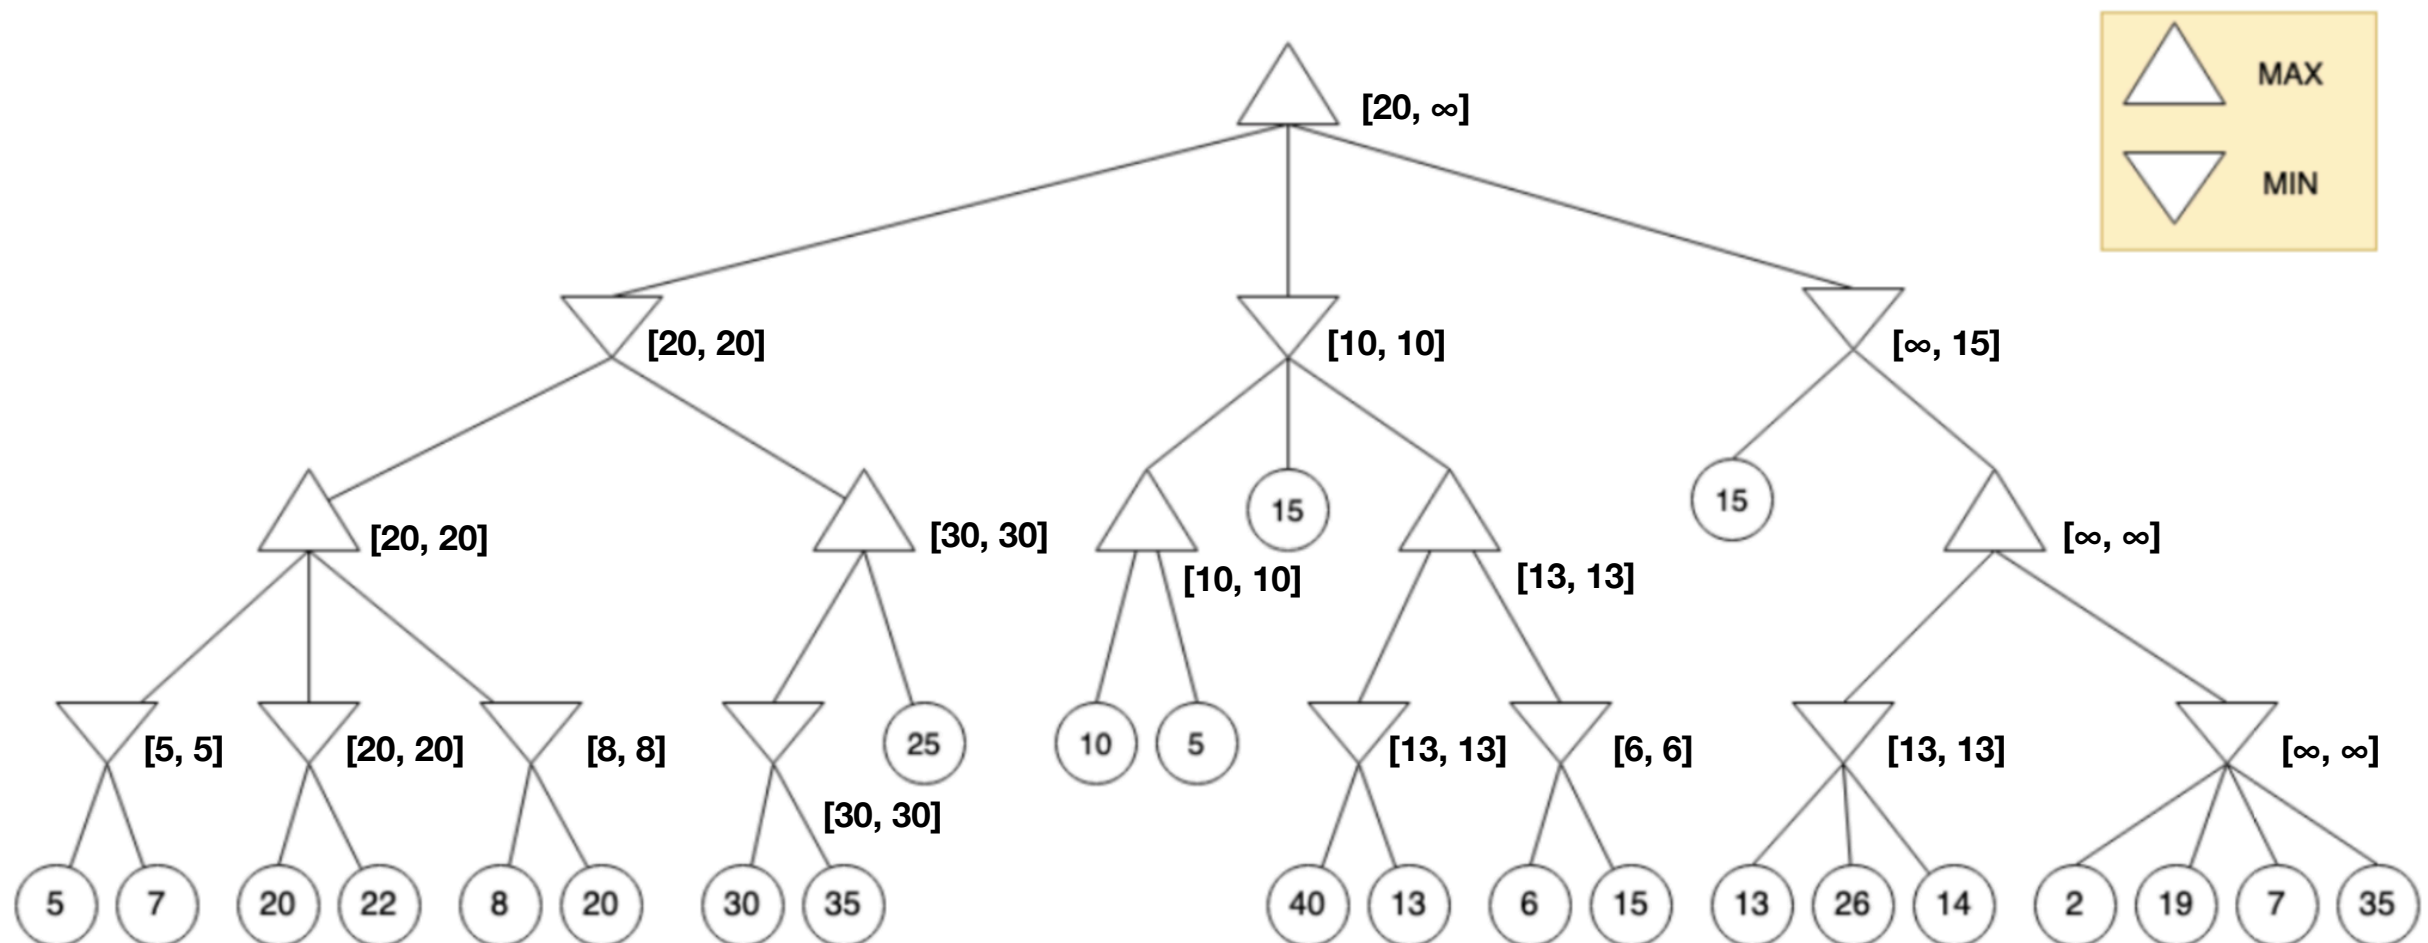 MAX
[20, ∞]
MIN
[20, 20] [10, 10] [∞, 15]
15 15
[20, 20] [30, 30] [∞, ∞]
[10, 10] [13, 13]
25 10 5
[5, 5] [20, 20] [8, 8] [13, 13] [6, 6] [13, 13] [∞, ∞]
[30, 30]
5 7 20 22 8 20 30 35 40 13 6 15 13 26 14 2 19 7 35